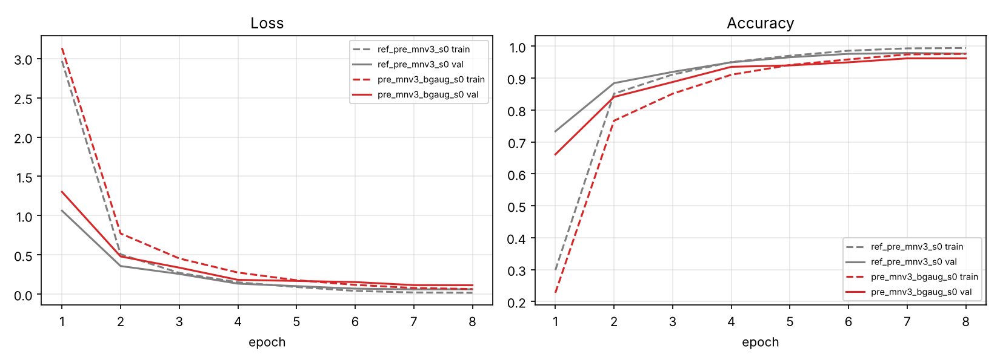 Loss
3.0
2.5
2.0
1.5
1.0
0.5
0.0
ref_pre_mnv3_s0 train
ref_pre_mnv3_s0 val
pre_mnv3_bgaug_s0 train
pre_mnv3_bgaug_s0 val
1 2 3 4 5 6 7 8
epoch
Accuracy
1.0
0.9
0.8
0.7
0.6
0.5
0.4
0.3
0.2
ref_pre_mnv3_s0 train
ref_pre_mnv3_s0 val
pre_mnv3_bgaug_s0 train
pre_mnv3_bgaug_s0 val
1 2 3 4 5 6 7 8
epoch